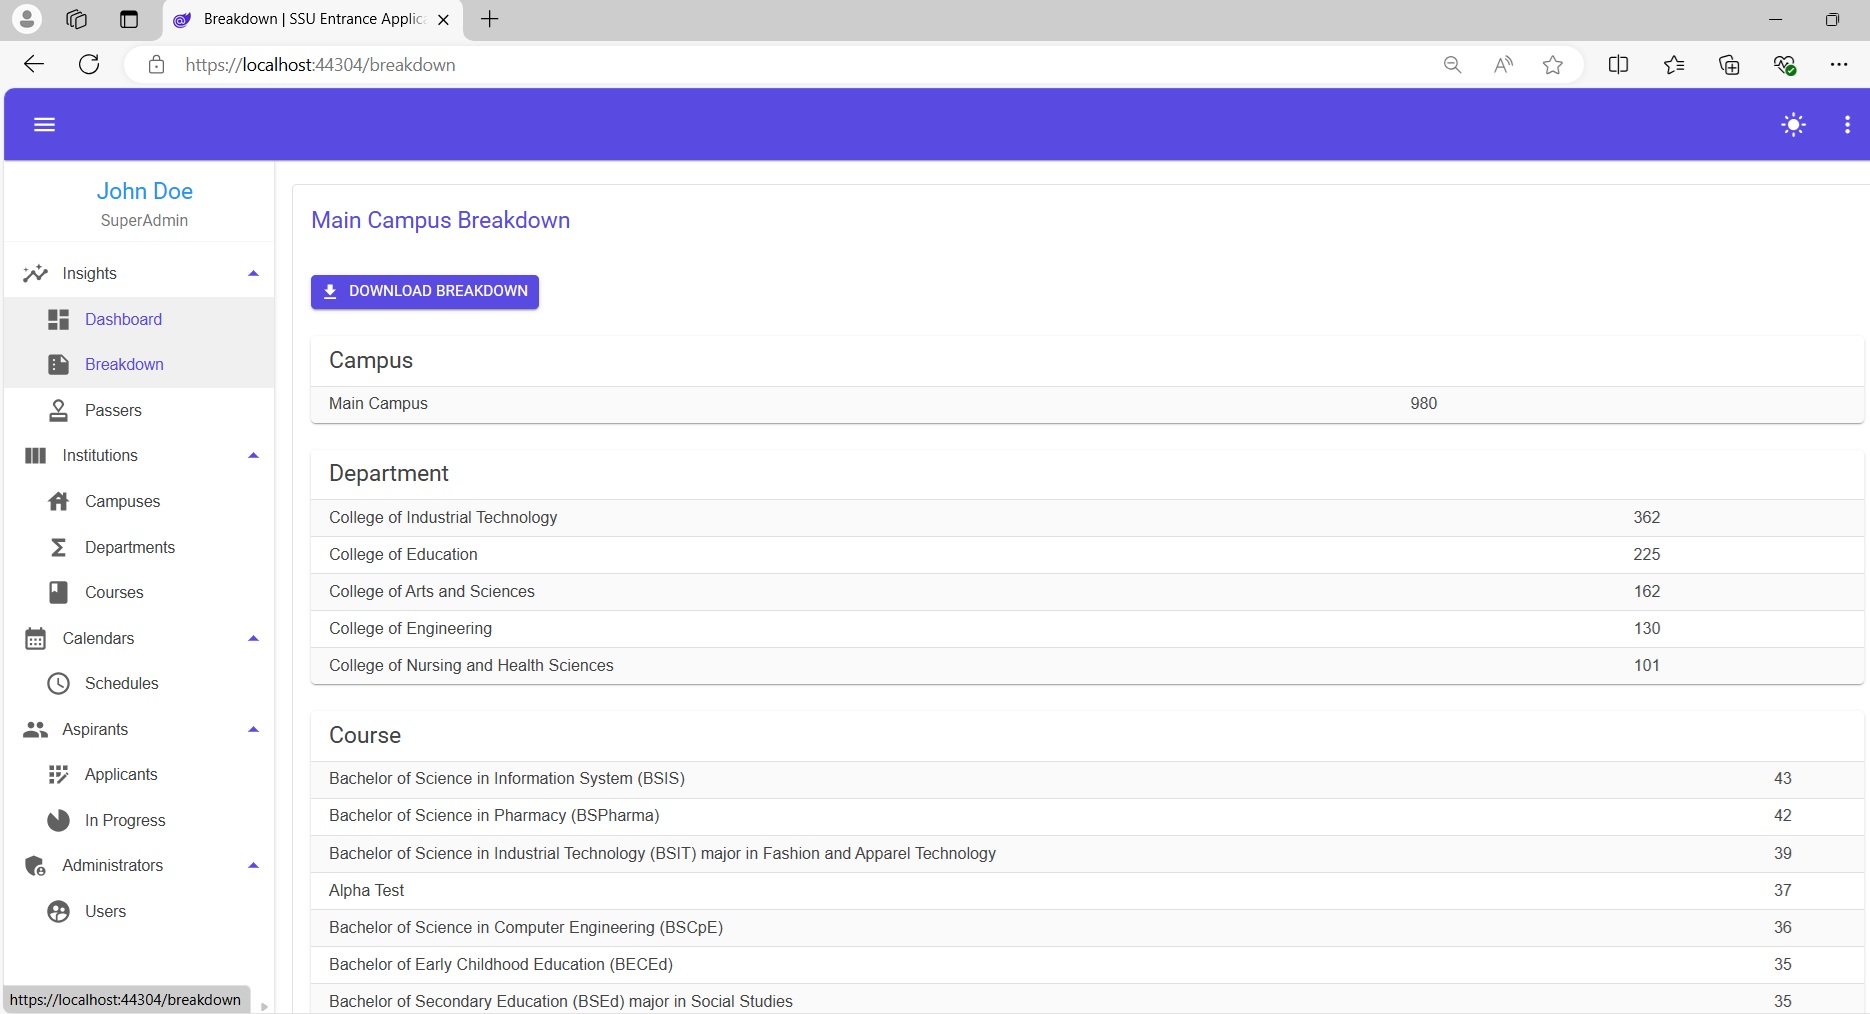 Breakdown | SSU Entrance Applic
https://localhost:44304/breakdown
John Doe
SuperAdmin
Insights
Dashboard
Breakdown
Passers
Institutions
Campuses
Departments
Courses
Calendars
Schedules
Aspirants
Applicants
In Progress
Administrators
Users
https://localhost:44304/breakdown
Main Campus Breakdown
DOWNLOAD BREAKDOWN
Campus
Main Campus 980
Department
College of Industrial Technology 362
College of Education 225
College of Arts and Sciences 162
College of Engineering 130
College of Nursing and Health Sciences 101
Course
Bachelor of Science in Information System (BSIS) 43
Bachelor of Science in Pharmacy (BSPharma) 42
Bachelor of Science in Industrial Technology (BSIT) major in Fashion and Apparel Technology 39
Alpha Test 37
Bachelor of Science in Computer Engineering (BSCpE) 36
Bachelor of Early Childhood Education (BECEd) 35
Bachelor of Secondary Education (BSEd) major in Social Studies 35